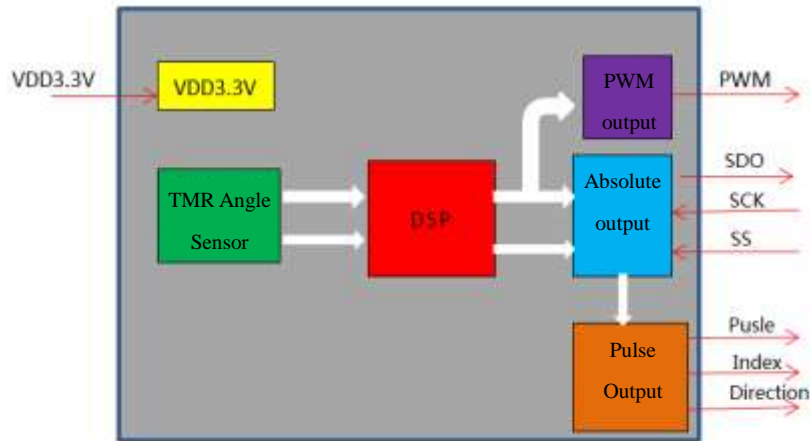 VDD3.3V
VDD3.3V
PWM
output
PWM
TMR Angle
Sensor
DSP
Absolute
output
SDO
SCK
SS
Pulse
Output
Pusle
Index
Direction